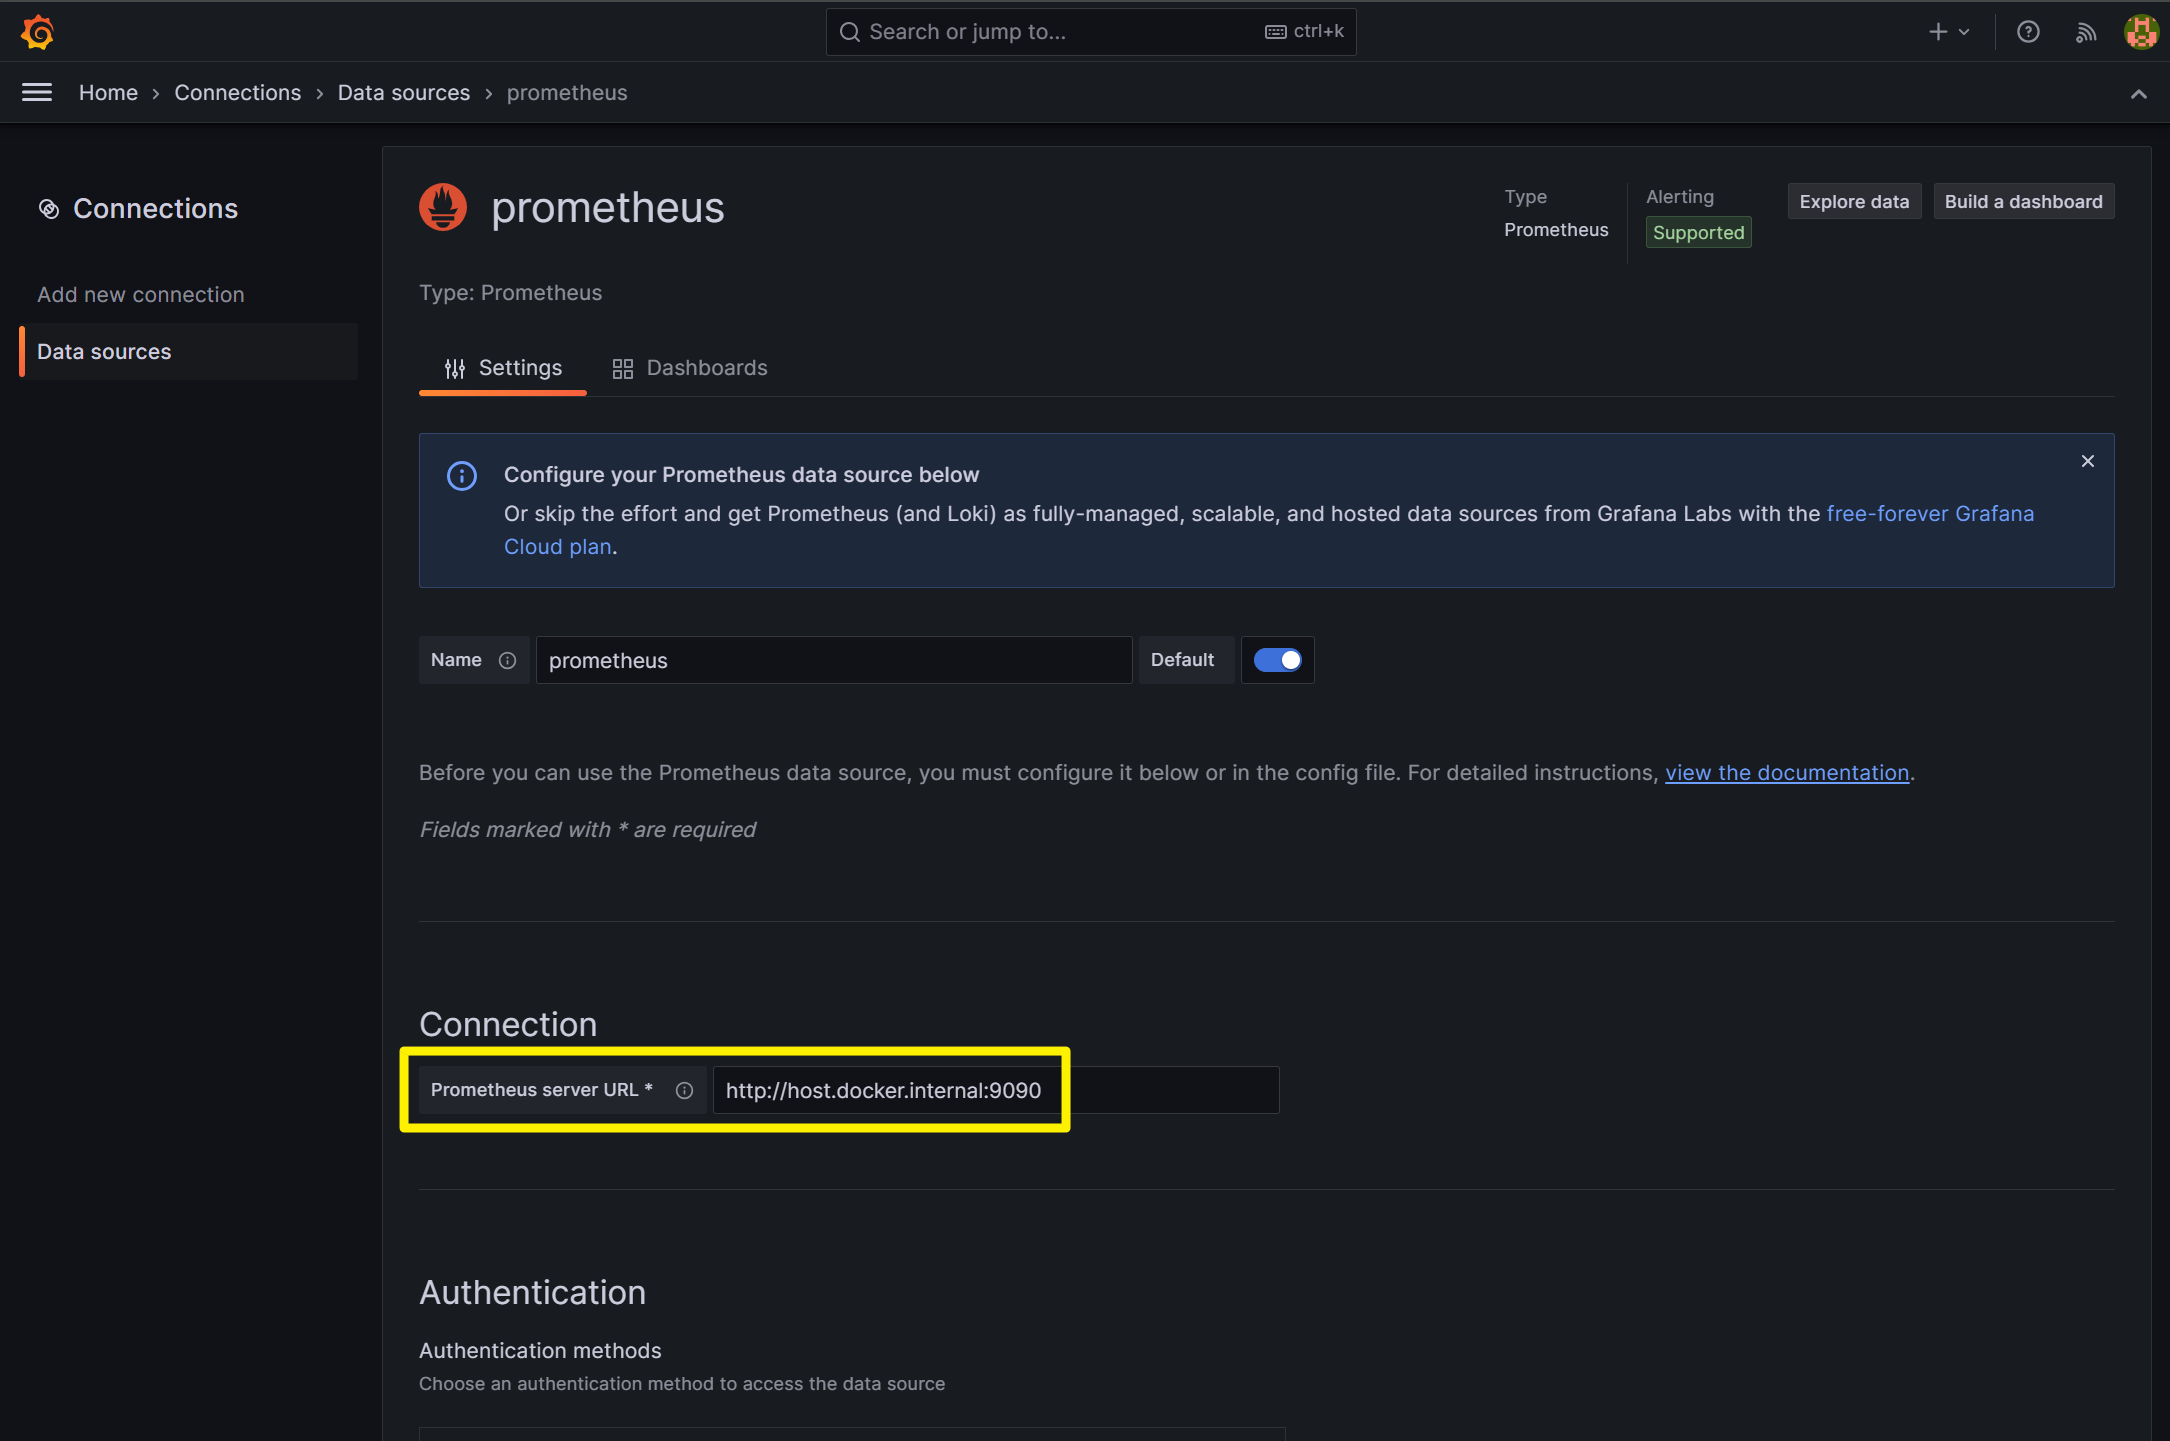 Search or jump to...
ctrl+k
Home
Connections
Data sources
prometheus
Connections
Add new connection
Data sources
prometheus
Type
Prometheus
Alerting
Supported
Explore data
Build a dashboard
Type: Prometheus
Settings
Dashboards
Configure your Prometheus data source below
Or skip the effort and get Prometheus (and Loki) as fully-managed, scalable, and hosted data sources from Grafana Labs with the free-forever Grafana
Cloud plan.
Name
prometheus
Default
Before you can use the Prometheus data source, you must configure it below or in the config file. For detailed instructions, view the documentation.
Fields marked with * are required
Connection
Prometheus server URL *
http://host.docker.internal:9090
Authentication
Authentication methods
Choose an authentication method to access the data source